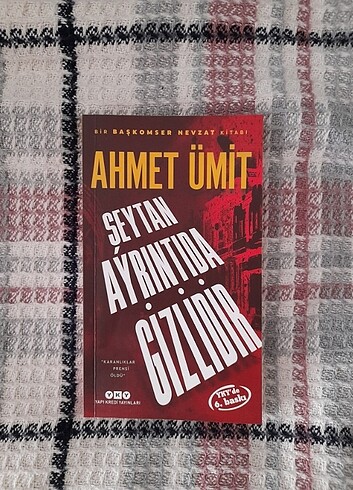 BİR BAŞKOMSER NEVZAT KİTABI
AHMET ÜMİT
ŞEYTAN
AYRINTIDA
GİZLİDİR
"KARANLIKLAR
PRENSİ
ÖLDÜ"
YKY
YAPI KREDİ YAYINLARI
YKY'de
6. baskı